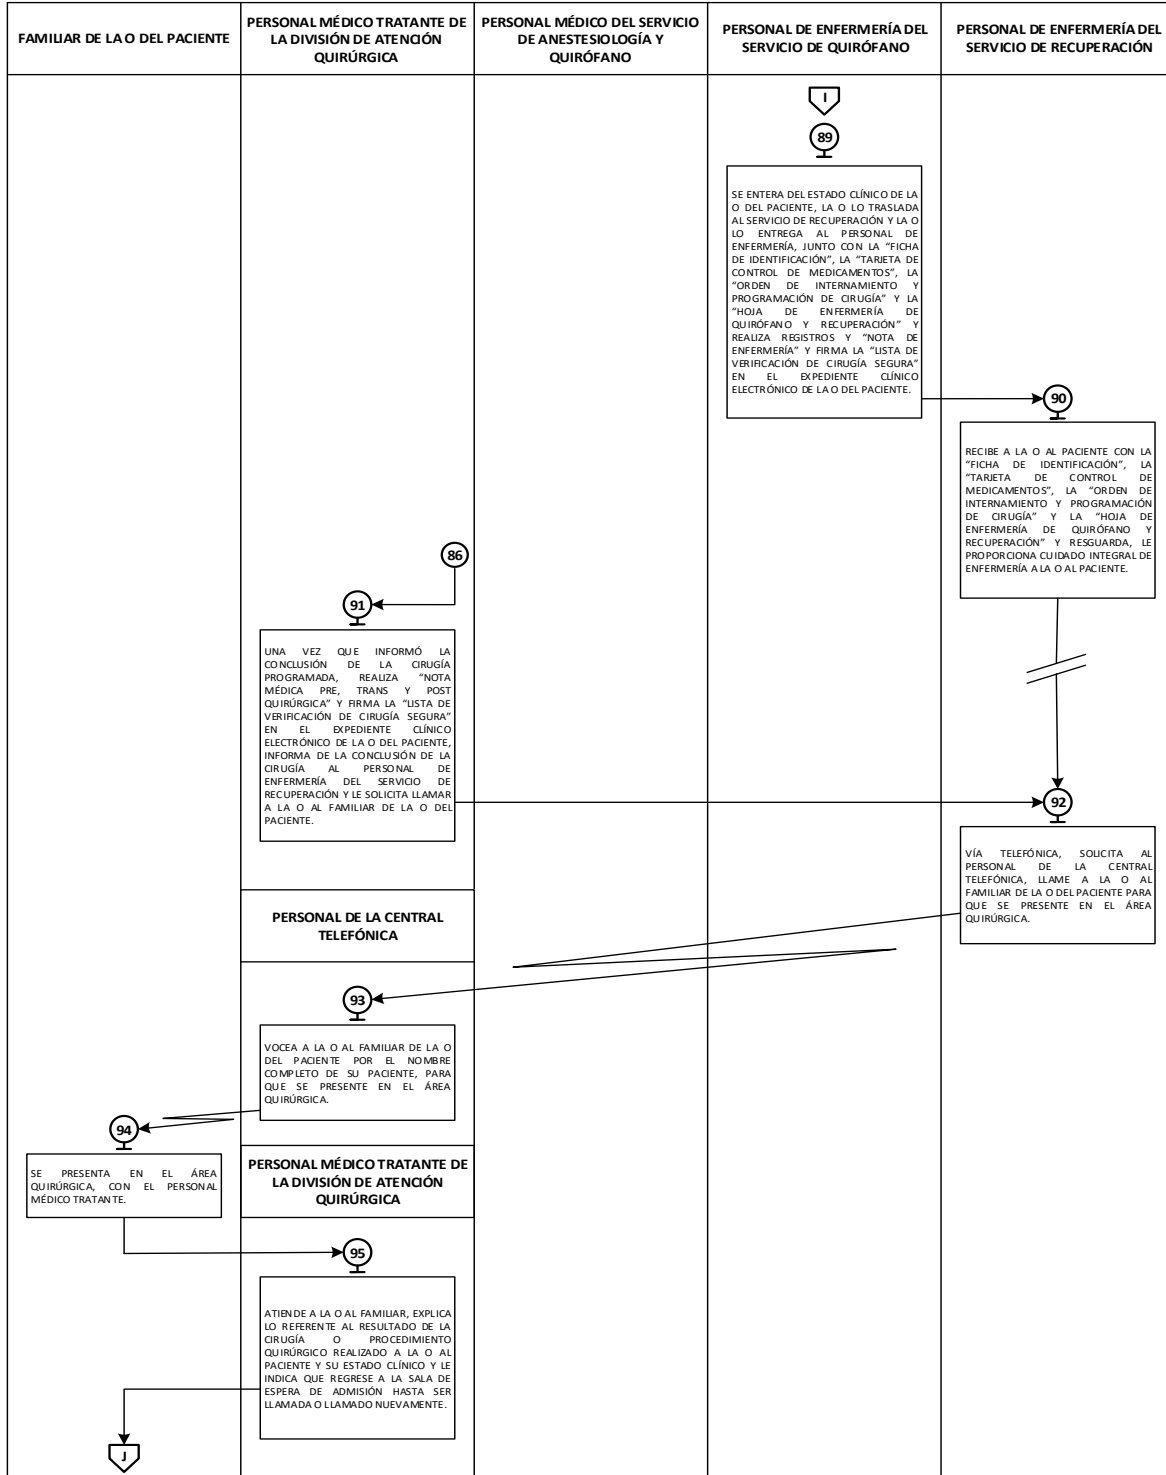 FAMILIAR DE LA O DEL PACIENTE
PERSONAL MÉDICO TRATANTE DE
LA DIVISIÓN DE ATENCIÓN
QUIRÚRGICA
PERSONAL MÉDICO DEL SERVICIO
DE ANESTESIOLOGÍA Y
QUIRÓFANO
PERSONAL DE ENFERMERÍA DEL
SERVICIO DE QUIRÓFANO
PERSONAL DE ENFERMERÍA DEL
SERVICIO DE RECUPERACIÓN
I
89
SE ENTERA DEL ESTADO CLÍNICO DE LA
O DEL PACIENTE, LA O LO TRASLADA
AL SERVICIO DE RECUPERACIÓN Y LA O
LO ENTREGA AL PERSONAL DE
ENFERMERÍA, JUNTO CON LA "FICHA
DE IDENTIFICACIÓN", LA "TARJETA DE
CONTROL DE MEDICAMENTOS", LA
"ORDEN DE INTERNAMIENTO Y
PROGRAMACIÓN DE CIRUGÍA" Y LA
"HOJA DE ENFERMERÍA DE
QUIRÓFANO Y RECUPERACIÓN" Y
REALIZA REGISTROS Y "NOTA DE
ENFERMERÍA" Y FIRMA LA "LISTA DE
VERIFICACIÓN DE CIRUGÍA SEGURA"
EN EL EXPEDIENTE CLÍNICO
ELECTRÓNICO DE LA O DEL PACIENTE.
90
RECIBE A LA O AL PACIENTE CON LA
"FICHA DE IDENTIFICACIÓN", LA
"TARJETA DE CONTROL DE
MEDICAMENTOS", LA "ORDEN DE
INTERNAMIENTO Y PROGRAMACIÓN
DE CIRUGÍA" Y LA "HOJA DE
ENFERMERÍA DE QUIRÓFANO Y
RECUPERACIÓN" Y RESGUARDA, LE
PROPORCIONA CUIDADO INTEGRAL DE
ENFERMERÍA A LA O AL PACIENTE.
86
91
UNA VEZ QUE INFORMÓ LA
CONCLUSIÓN DE LA CIRUGÍA
PROGRAMADA, REALIZA "NOTA
MÉDICA PRE, TRANS Y POST
QUIRÚRGICA" Y FIRMA LA "LISTA DE
VERIFICACIÓN DE CIRUGÍA SEGURA"
EN EL EXPEDIENTE CLÍNICO
ELECTRÓNICO DE LA O DEL PACIENTE,
INFORMA DE LA CONCLUSIÓN DE LA
CIRUGÍA AL PERSONAL DE
ENFERMERÍA DEL SERVICIO DE
RECUPERACIÓN Y LE SOLICITA LLAMAR
A LA O AL FAMILIAR DE LA O DEL
PACIENTE.
92
VÍA TELEFÓNICA, SOLICITA AL
PERSONAL DE LA CENTRAL
TELEFÓNICA, LLAME A LA O AL
FAMILIAR DE LA O DEL PACIENTE PARA
QUE SE PRESENTE EN EL ÁREA
QUIRÚRGICA.
PERSONAL DE LA CENTRAL
TELEFÓNICA
93
VOCEA A LA O AL FAMILIAR DE LA O
DEL PACIENTE POR EL NOMBRE
COMPLETO DE SU PACIENTE, PARA
QUE SE PRESENTE EN EL ÁREA
QUIRÚRGICA.
94
SE PRESENTA EN EL ÁREA
QUIRÚRGICA, CON EL PERSONAL
MÉDICO TRATANTE.
PERSONAL MÉDICO TRATANTE DE
LA DIVISIÓN DE ATENCIÓN
QUIRÚRGICA
95
ATIENDE A LA O AL FAMILIAR, EXPLICA
LO REFERENTE AL RESULTADO DE LA
CIRUGÍA O PROCEDIMIENTO
QUIRÚRGICO REALIZADO A LA O AL
PACIENTE Y SU ESTADO CLÍNICO Y LE
INDICA QUE REGRESE A LA SALA DE
ESPERA DE ADMISIÓN HASTA SER
LLAMADA O LLAMADO NUEVAMENTE.
J